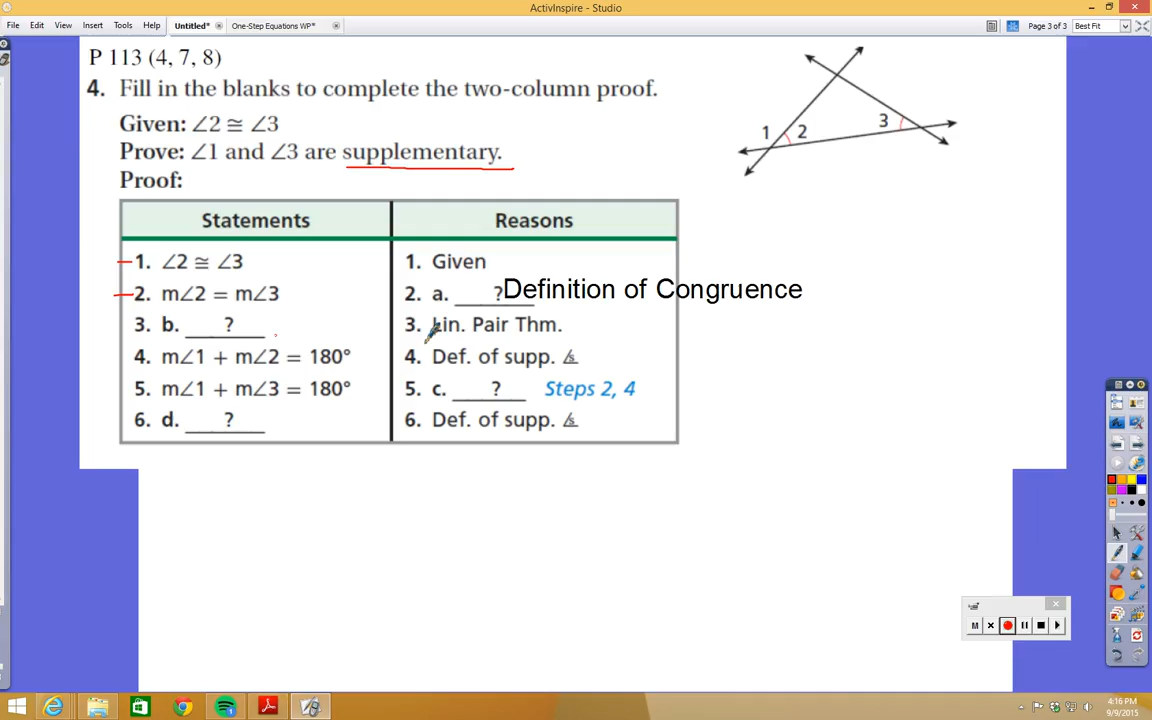 ActivInspire - Studio
File Edit View Insert Tools Help Untitled* One-Step Equations WP* Page 3 of 3 Best Fit
P 113 (4, 7, 8)
4. Fill in the blanks to complete the two-column proof.
Given: ∠2 ≅ ∠3
Prove: ∠1 and ∠3 are supplementary.
Proof:
1 2 3
Statements Reasons
1. ∠2 ≅ ∠3 1. Given
2. m∠2 = m∠3 2. a. ? Definition of Congruence
3. b. ? 3. Lin. Pair Thm.
4. m∠1 + m∠2 = 180° 4. Def. of supp. ∠s
5. m∠1 + m∠3 = 180° 5. c. ? Steps 2, 4
6. d. ? 6. Def. of supp. ∠s
M
4:16 PM
9/9/2015